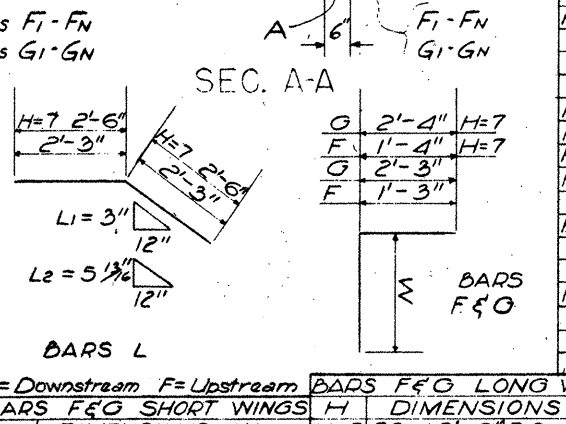 F1-FN
G1-GN
A
6"
F1-FN
G1-GN
SEC. A-A
H=7 2'-6"
2'-3"
H=7 2'-6"
2'-3"
G 2'-4" H=7
F 1'-4" H=7
G 2'-3"
F 1'-3"
L1 = 3"
12"
L2 = 5 13/16"
12"
M
BARS
F & G
BARS L
= Downstream F= Upstream
BARS F&G LONG
ARS F&G SHORT WINGS
H DIMENSIONS